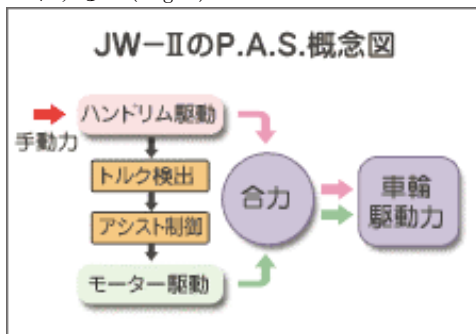 JW-ⅡのP.A.S.概念図
ハンドリム駆動
手動力
トルク検出
アシスト制御
モーター駆動
合力
車輪
駆動力